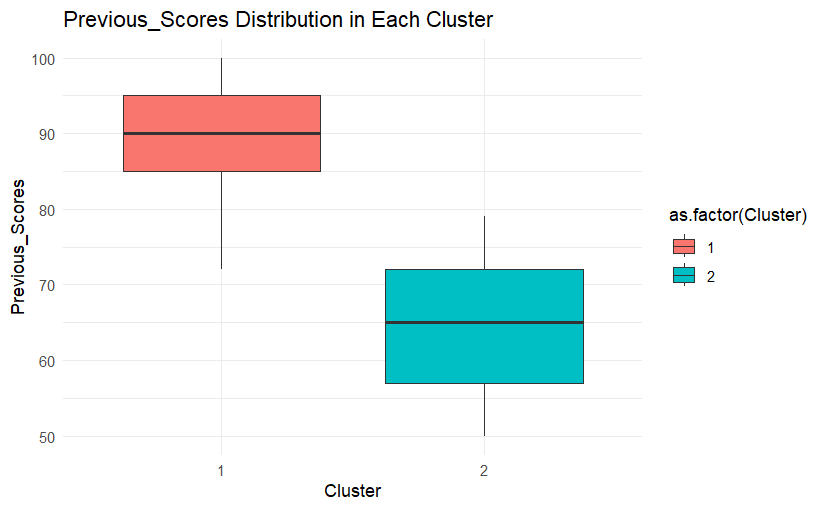 Previous_Scores Distribution in Each Cluster
Previous_Scores
100
90
80
70
60
50
1
2
Cluster
as.factor(Cluster)
1
2